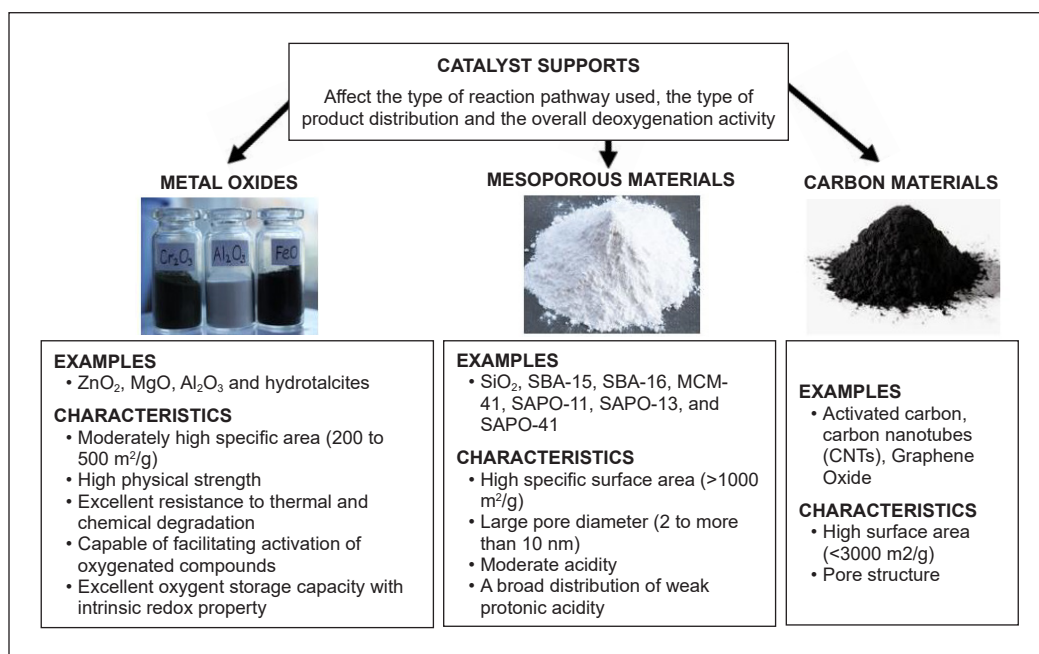 CATALYST SUPPORTS
Affect the type of reaction pathway used, the type of
product distribution and the overall deoxygenation activity
METAL OXIDES
Cr₂O₃
Al₂O₃
FeO
EXAMPLES
• ZnO₂, MgO, Al₂O₃ and hydrotalcites
CHARACTERISTICS
• Moderately high specific area (200 to
500 m²/g)
• High physical strength
• Excellent resistance to thermal and
chemical degradation
• Capable of facilitating activation of
oxygenated compounds
• Excellent oxygent storage capacity with
intrinsic redox property
MESOPOROUS MATERIALS
EXAMPLES
• SiO₂, SBA-15, SBA-16, MCM-
41, SAPO-11, SAPO-13, and
SAPO-41
CHARACTERISTICS
• High specific surface area (>1000
m²/g)
• Large pore diameter (2 to more
than 10 nm)
• Moderate acidity
• A broad distribution of weak
protonic acidity
CARBON MATERIALS
EXAMPLES
• Activated carbon,
carbon nanotubes
(CNTs), Graphene
Oxide
CHARACTERISTICS
• High surface area
(<3000 m2/g)
• Pore structure